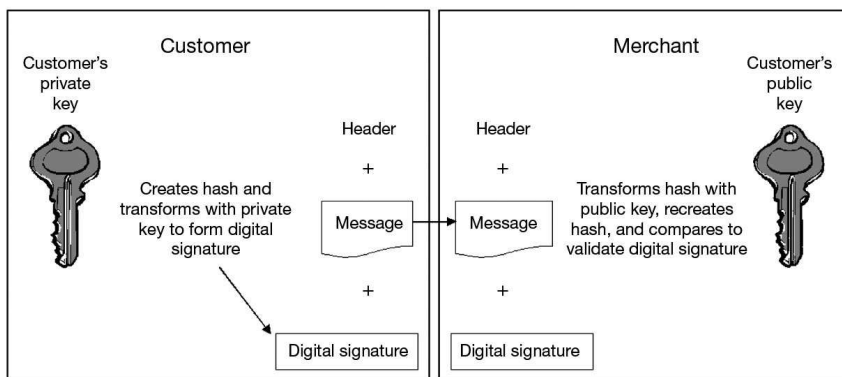 Customer
Customer's
private
key
Header
+
Creates hash and
transforms with private
key to form digital
signature
Message
+
Digital signature
Merchant
Customer's
public
key
Header
+
Message
Transforms hash with
public key, recreates
hash, and compares to
validate digital signature
+
Digital signature